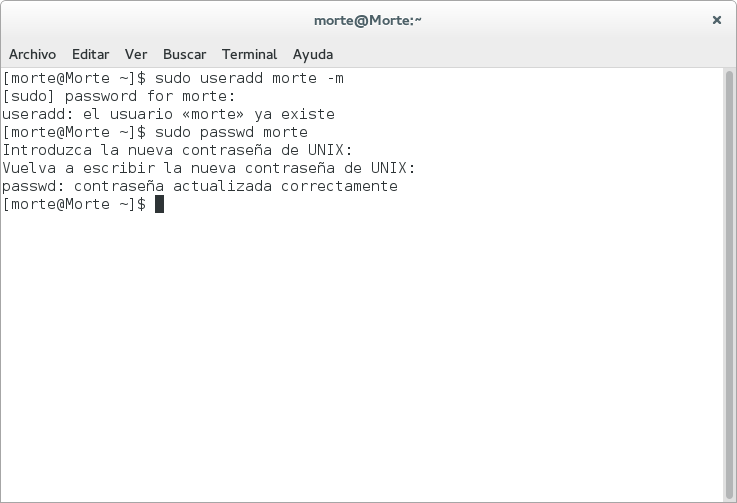 morte@Morte:~
Archivo Editar Ver Buscar Terminal Ayuda
[morte@Morte ~]$ sudo useradd morte -m
[sudo] password for morte:
useradd: el usuario «morte» ya existe
[morte@Morte ~]$ sudo passwd morte
Introduzca la nueva contraseña de UNIX:
Vuelva a escribir la nueva contraseña de UNIX:
passwd: contraseña actualizada correctamente
[morte@Morte ~]$